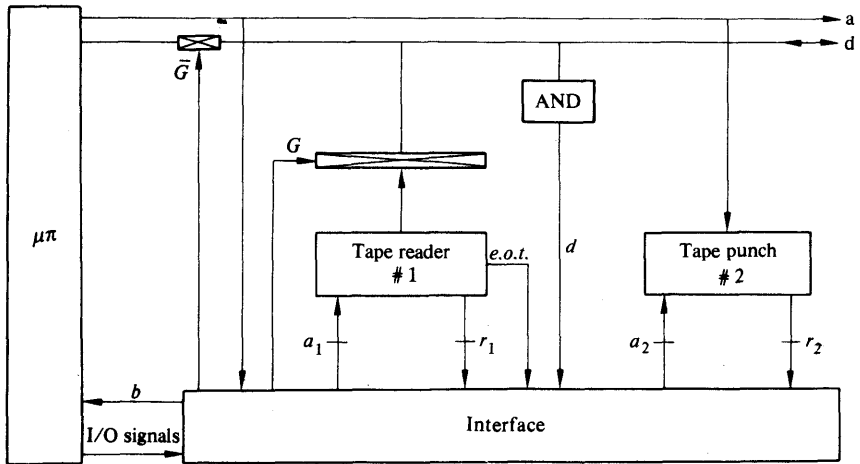 a
d
G̅
AND
G
μπ
Tape reader
# 1
e.o.t.
d
Tape punch
# 2
a₁
r₁
a₂
r₂
b
I/O signals
Interface